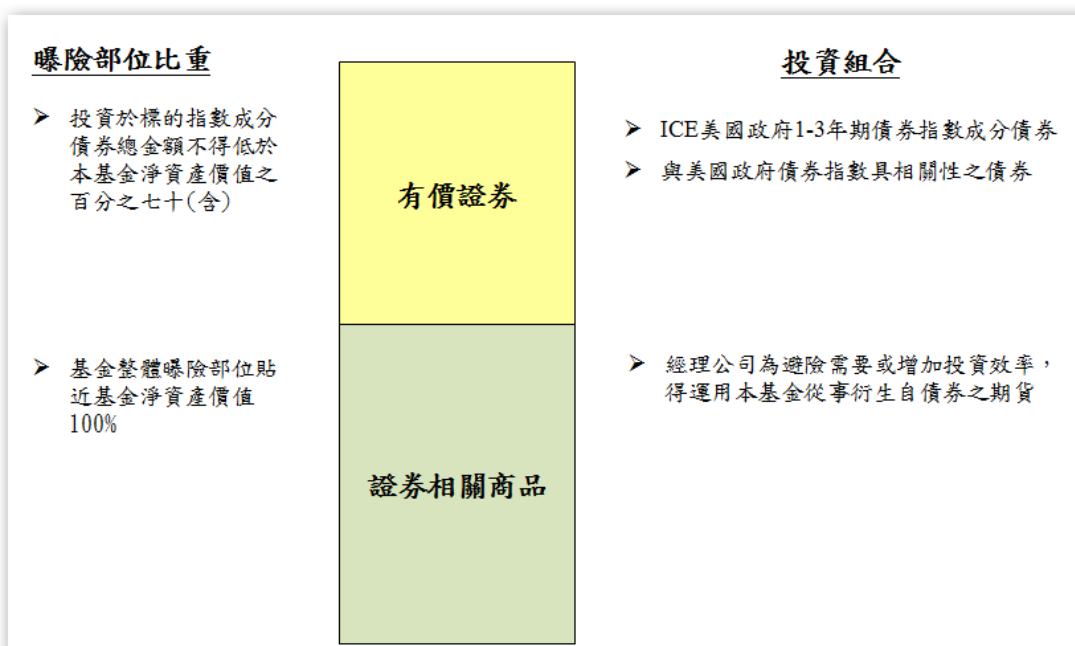 曝險部位比重
➢ 投資於標的指數成分
債券總金額不得低於
本基金淨資產價值之
百分之七十(含)
➢ 基金整體曝險部位貼
近基金淨資產價值
100%
有價證券
證券相關商品
投資組合
➢ ICE美國政府1-3年期債券指數成分債券
➢ 與美國政府債券指數具相關性之債券
➢ 經理公司為避險需要或增加投資效率，
得運用本基金從事衍生自債券之期貨